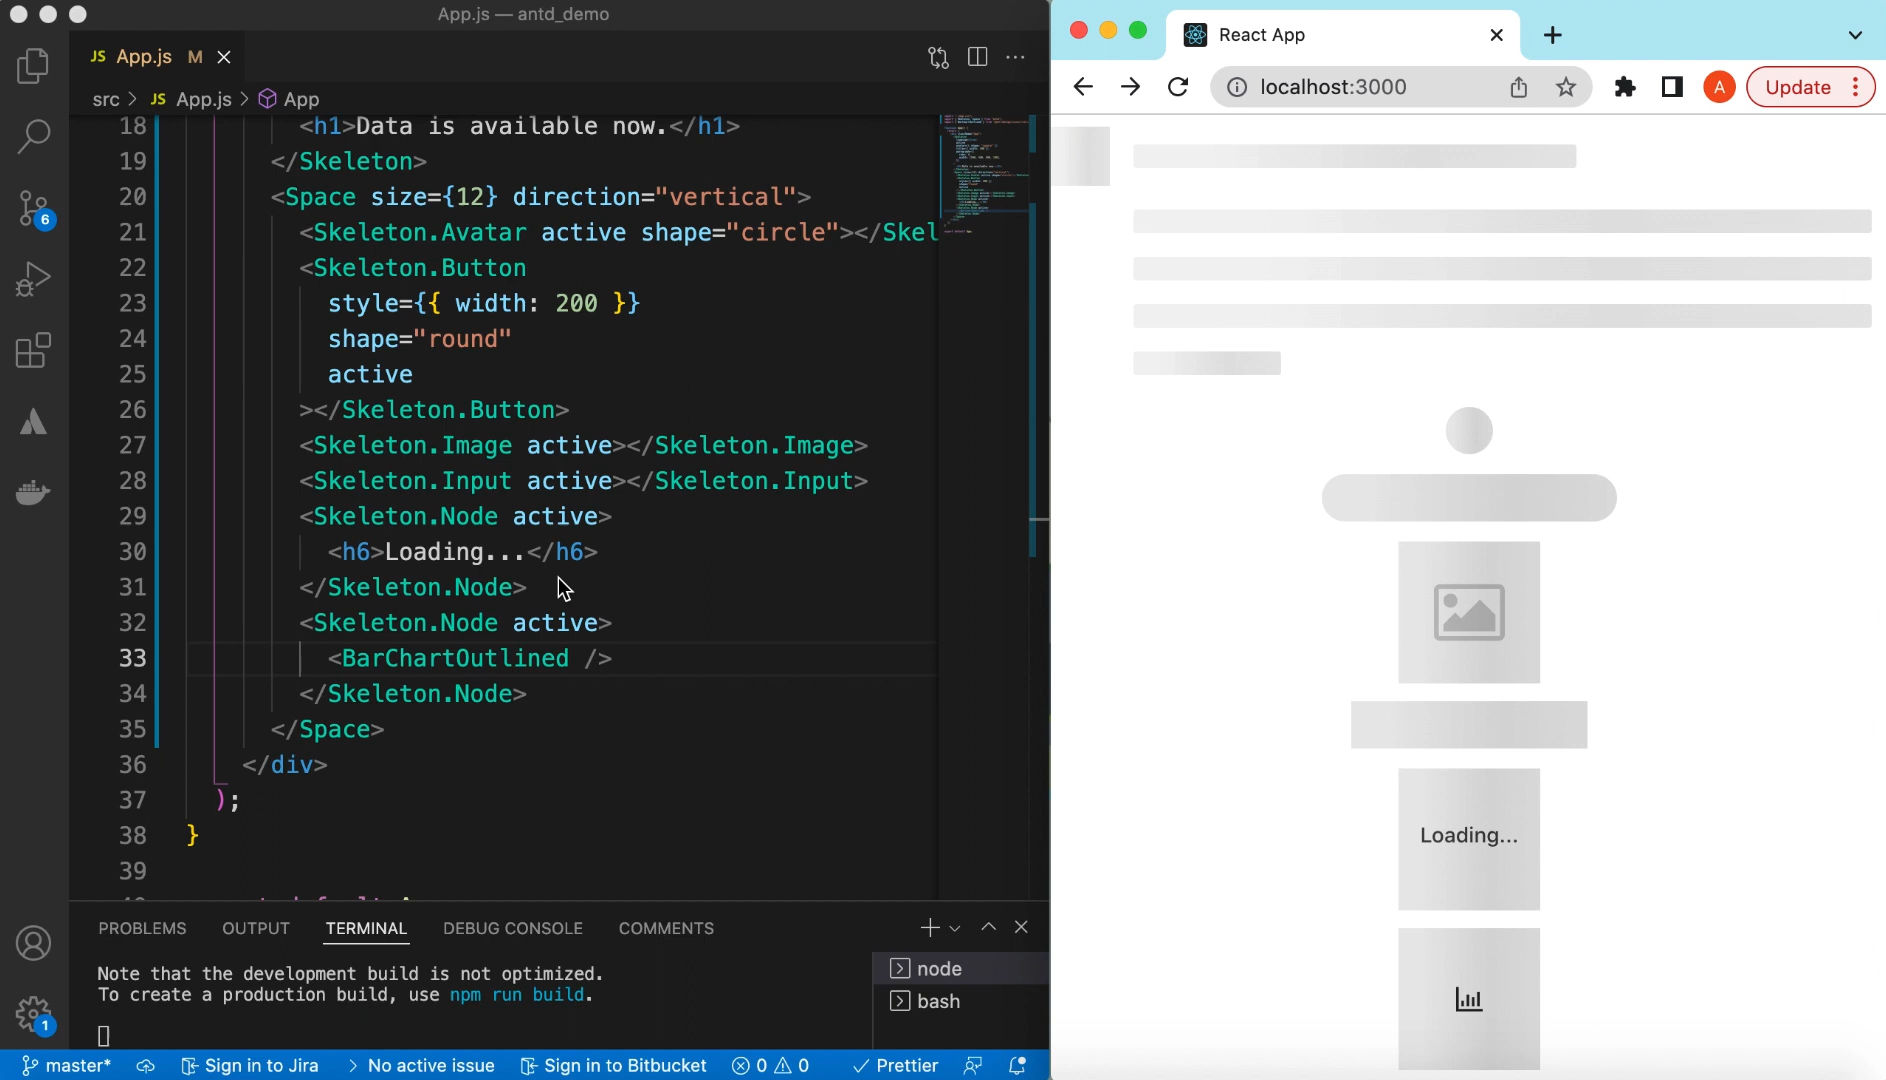 App.js — antd_demo
JS App.js M
src > JS App.js > App
18 <h1>Data is available now.</h1>
19 </Skeleton>
20 <Space size={12} direction="vertical">
21 <Skeleton.Avatar active shape="circle"></Skel
22 <Skeleton.Button
23 style={{ width: 200 }}
24 shape="round"
25 active
26 ></Skeleton.Button>
27 <Skeleton.Image active></Skeleton.Image>
28 <Skeleton.Input active></Skeleton.Input>
29 <Skeleton.Node active>
30 <h6>Loading...</h6>
31 </Skeleton.Node>
32 <Skeleton.Node active>
33 <BarChartOutlined />
34 </Skeleton.Node>
35 </Space>
36 </div>
37 );
38 }
39
6
1
PROBLEMS OUTPUT TERMINAL DEBUG CONSOLE COMMENTS
Note that the development build is not optimized.
To create a production build, use npm run build.
node
bash
master* Sign in to Jira > No active issue Sign in to Bitbucket 0 0 Prettier
React App
localhost:3000 A Update
Loading...